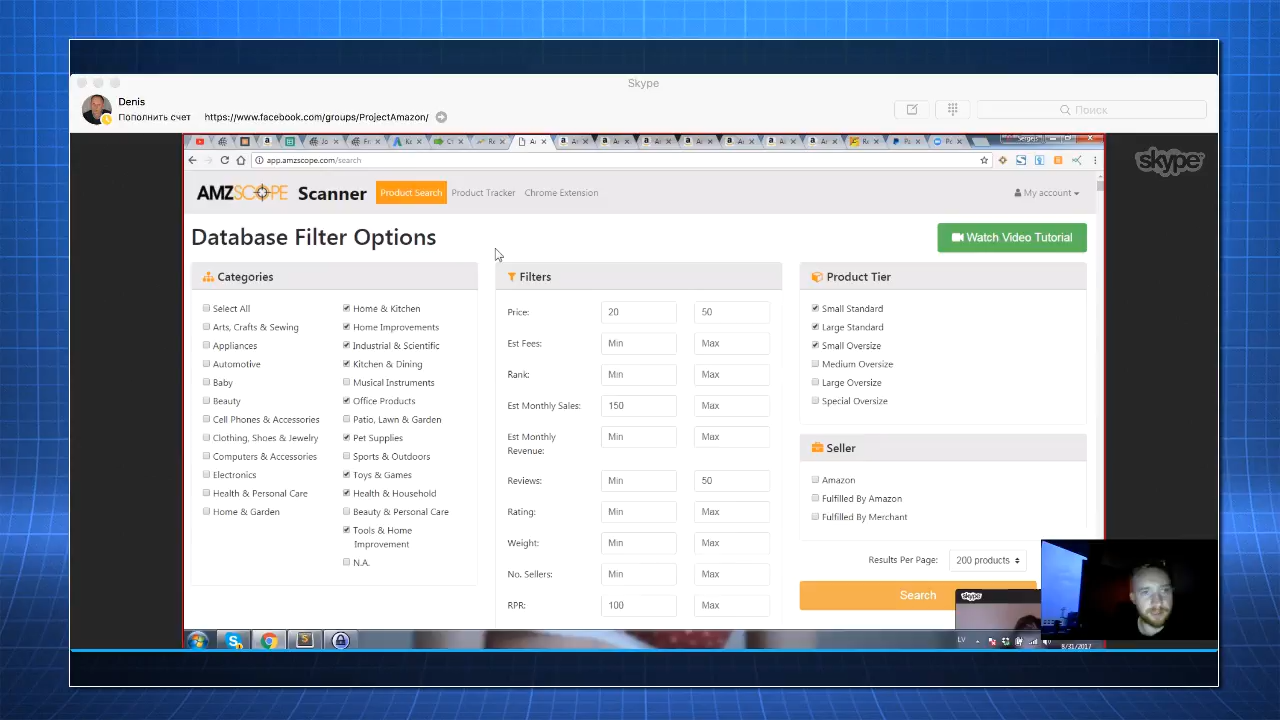 Skype
Denis
Пополнить счет
https://www.facebook.com/groups/ProjectAmazon/
Поиск
skype
app.amzscope.com/search
AMZSCOPE Scanner
Product Search
Product Tracker
Chrome Extension
My account
Database Filter Options
Watch Video Tutorial
Categories
Select All
Arts, Crafts & Sewing
Appliances
Automotive
Baby
Beauty
Cell Phones & Accessories
Clothing, Shoes & Jewelry
Computers & Accessories
Electronics
Health & Personal Care
Home & Garden
Home & Kitchen
Home Improvements
Industrial & Scientific
Kitchen & Dining
Musical Instruments
Office Products
Patio, Lawn & Garden
Pet Supplies
Sports & Outdoors
Toys & Games
Health & Household
Beauty & Personal Care
Tools & Home
Improvement
N.A.
Filters
Price: 20 50
Est Fees: Min Max
Rank: Min Max
Est Monthly Sales: 150 Max
Est Monthly
Revenue: Min Max
Reviews: Min 50
Rating: Min Max
Weight: Min Max
No. Sellers: Min Max
RPR: 100 Max
Product Tier
Small Standard
Large Standard
Small Oversize
Medium Oversize
Large Oversize
Special Oversize
Seller
Amazon
Fulfilled By Amazon
Fulfilled By Merchant
Results Per Page: 200 products
Search
skype
LV
8/31/2017